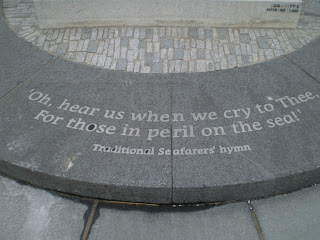 'Oh, hear us when we cry to Thee,
For those in peril on the sea!'
Traditional Seafarers' hymn